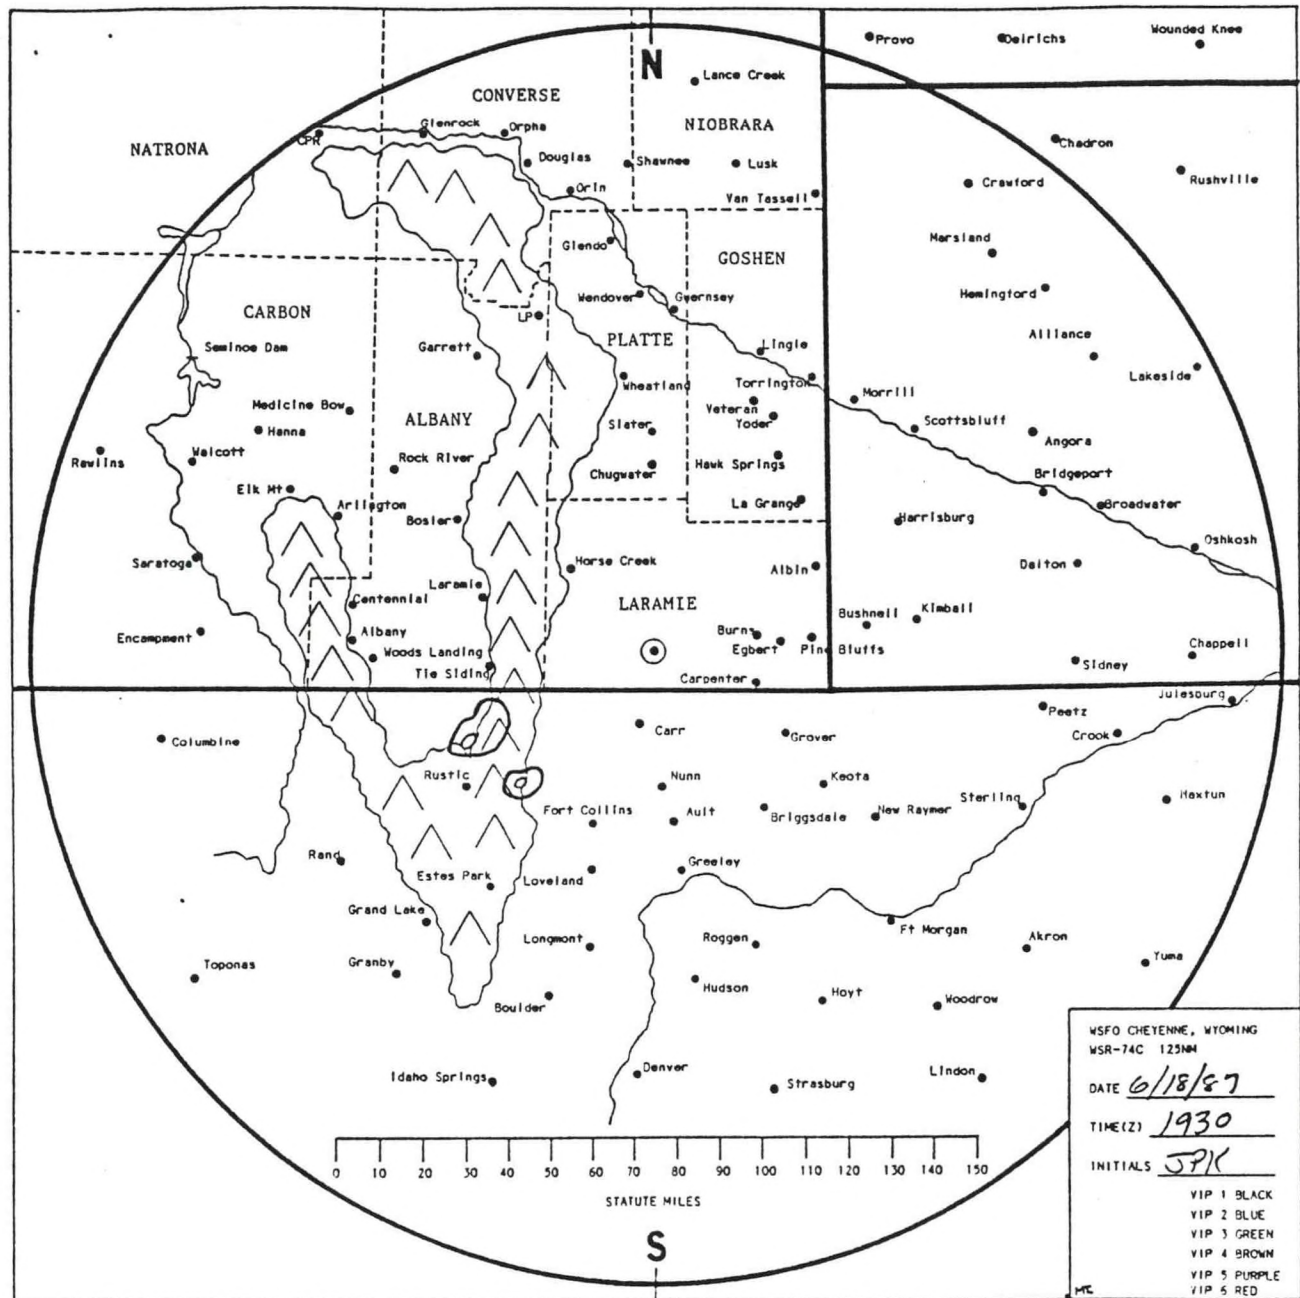 N
Provo
Oelrichs
Wounded Knee
Lance Creek
CONVERSE
CPR
Glenrock
Orpha
NIOBRARA
NATRONA
Chadron
Douglas
Shawnee
Lusk
Rushville
Orin
Van Tassell
Crawford
Glendo
GOSHEN
Marsland
Wendover
Guernsey
Hemingford
CARBON
LP
PLATTE
Alliance
Seminoe Dam
Garrett
Lingle
Lakeside
Wheatland
Torrington
Morrill
Medicine Bow
ALBANY
Veteran
Yoder
Hanna
Slater
Scottsbluff
Angora
Rawlins
Walcott
Rock River
Chugwater
Hawk Springs
Bridgeport
Elk Mt
Arlington
Bosler
La Grange
Harrisburg
Broadwater
Saratoga
Horse Creek
Albin
Dalton
Oshkosh
Laramie
Centennial
LARAMIE
Bushnell
Kimball
Encampment
Albany
Burns
Egbert
Pine Bluffs
Woods Landing
Tie Siding
Carpenter
Sidney
Chappell
Julesburg
Columbine
Carr
Grover
Peetz
Crook
Rustic
Nunn
Keota
Fort Collins
Ault
Briggsdale
New Raymer
Sterling
Haxtun
Rand
Estes Park
Loveland
Greeley
Grand Lake
Ft Morgan
Longmont
Roggen
Akron
Toponas
Granby
Yuma
Boulder
Hudson
Hoyt
Woodrow
Idaho Springs
Denver
Strasburg
Lindon
0 10 20 30 40 50 60 70 80 90 100 110 120 130 140 150
STATUTE MILES
S
WSFO CHEYENNE, WYOMING
WSR-74C 125NM
DATE 6/18/87
TIME(Z) 1930
INITIALS JPK
VIP 1 BLACK
VIP 2 BLUE
VIP 3 GREEN
VIP 4 BROWN
VIP 5 PURPLE
VIP 6 RED